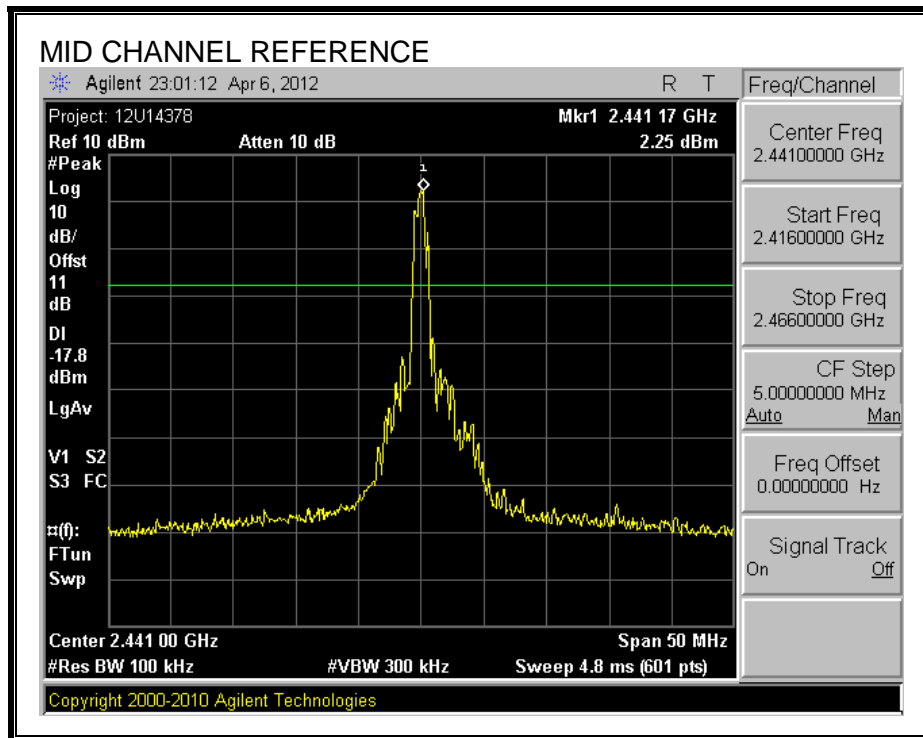 MID CHANNEL REFERENCE
Agilent 23:01:12 Apr 6, 2012 R T
Freq/Channel
Project: 12U14378 Mkr1 2.441 17 GHz
Ref 10 dBm Atten 10 dB 2.25 dBm
#Peak
Log
10
dB/
Offst
11
dB
DI
-17.8
dBm
LgAv
V1 S2
S3 FC
¤(f):
FTun
Swp
1
Center 2.441 00 GHz Span 50 MHz
#Res BW 100 kHz #VBW 300 kHz Sweep 4.8 ms (601 pts)
Center Freq
2.44100000 GHz
Start Freq
2.41600000 GHz
Stop Freq
2.46600000 GHz
CF Step
5.00000000 MHz
Auto Man
Freq Offset
0.00000000 Hz
Signal Track
On Off
Copyright 2000-2010 Agilent Technologies